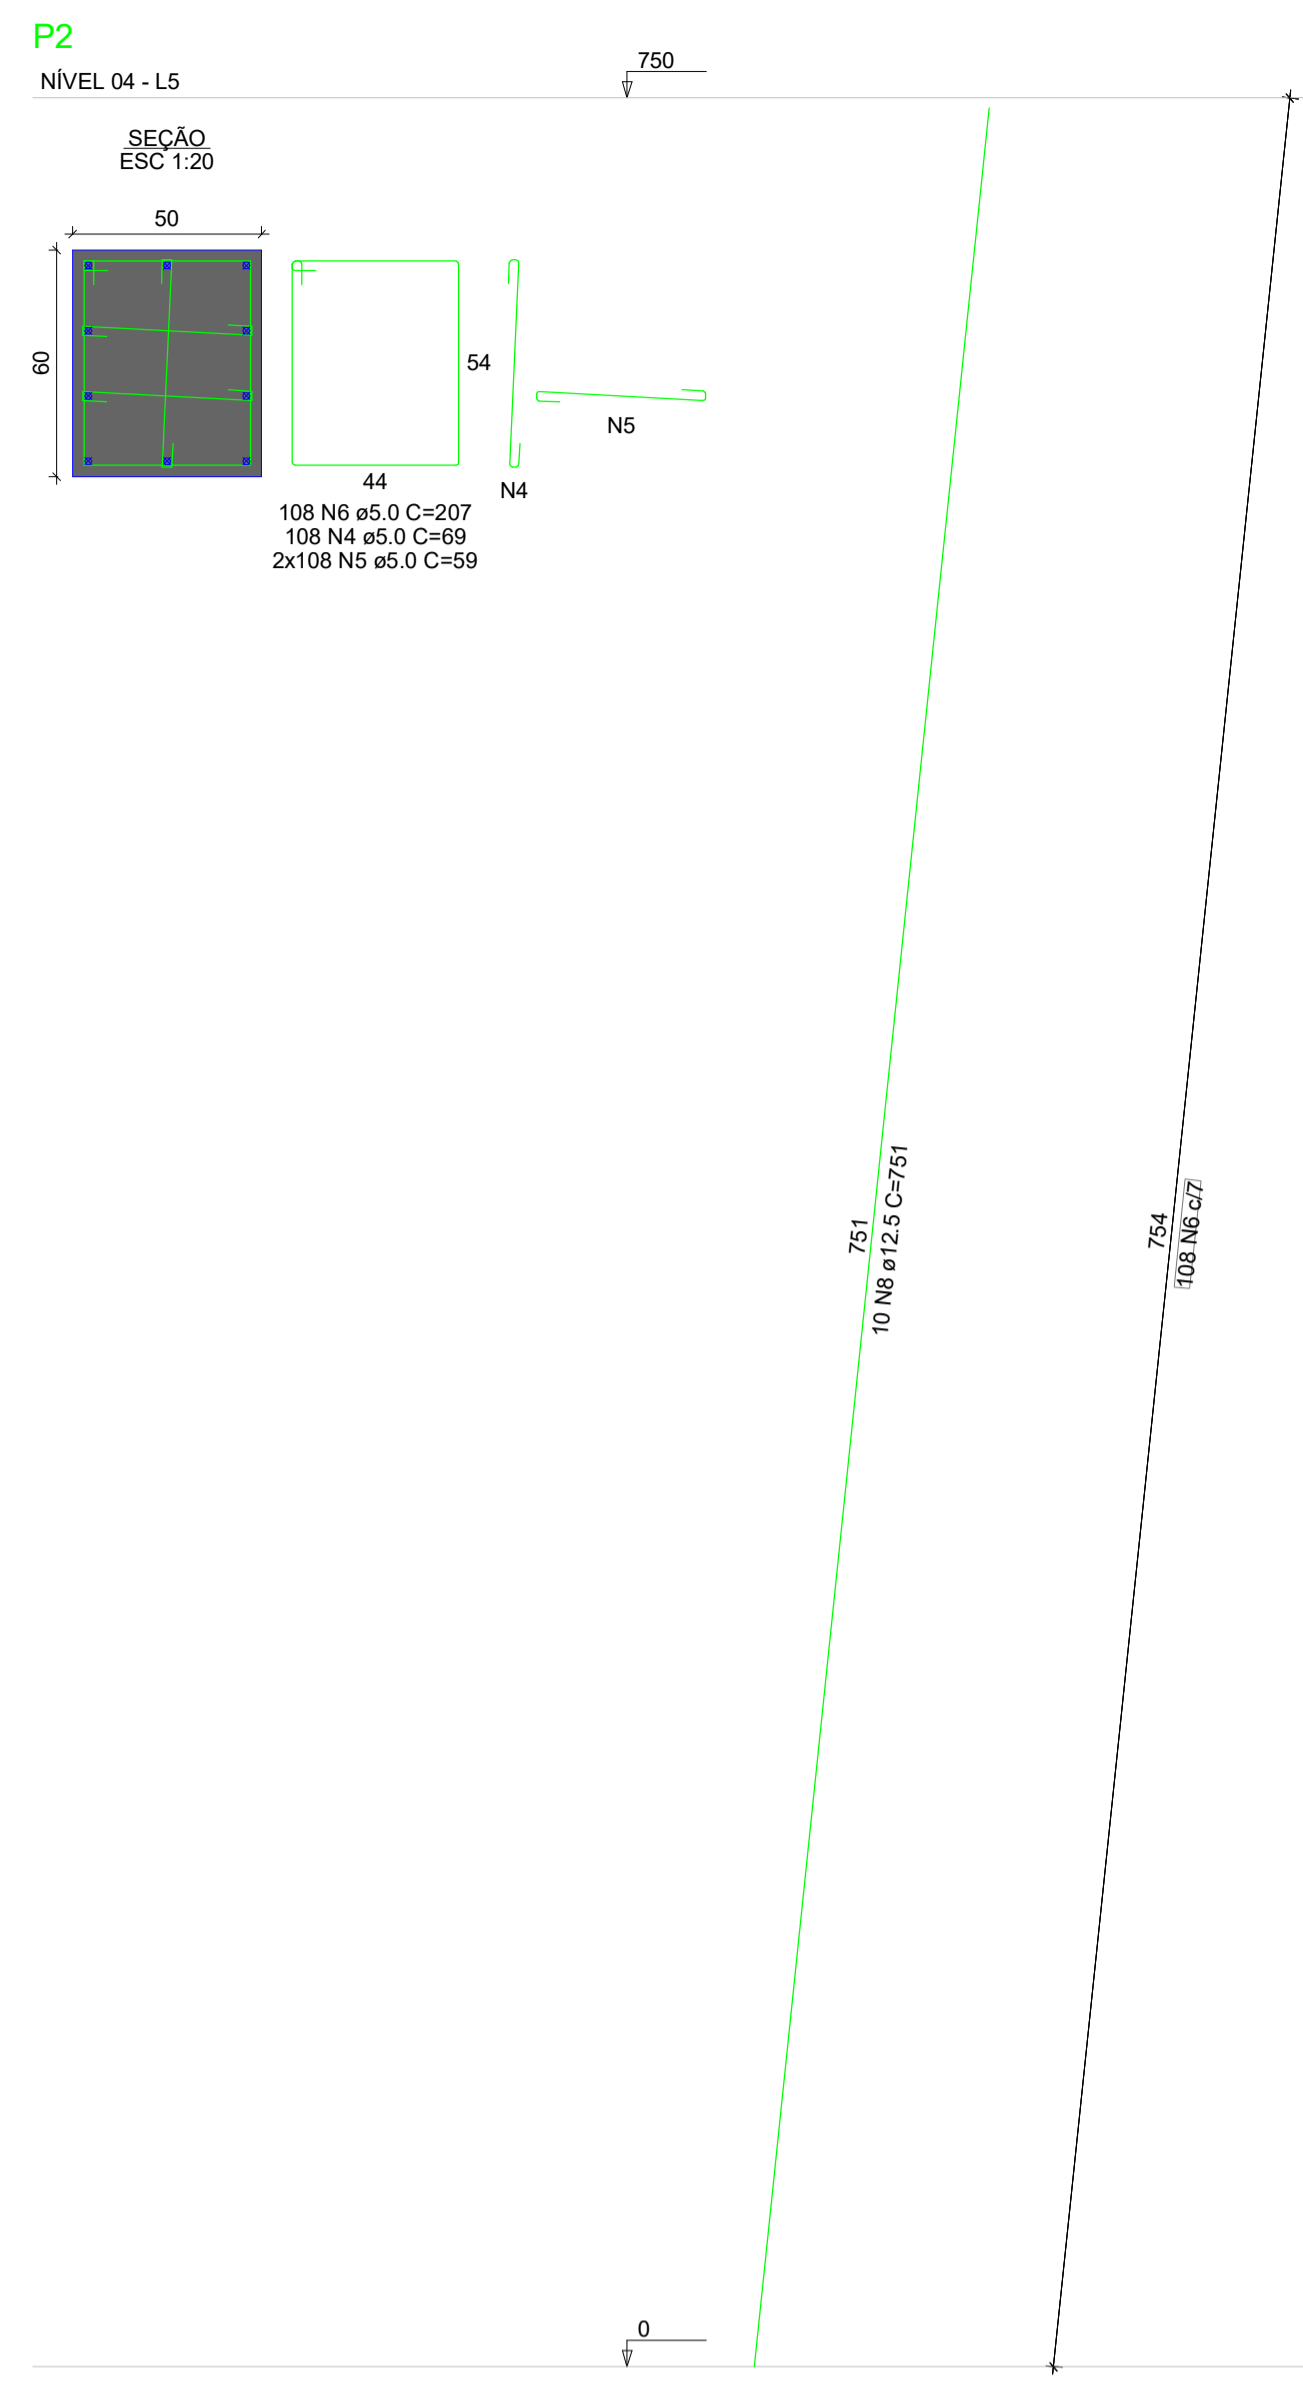 P2
NÍVEL 04 - L5
750
SEÇÃO
ESC 1:20
50
60
54
44
N4
N5
108 N6 ø5.0 C=207
108 N4 ø5.0 C=69
2x108 N5 ø5.0 C=59
751
10 N8 ø12.5 C=751
754
108 N6 c/7
0